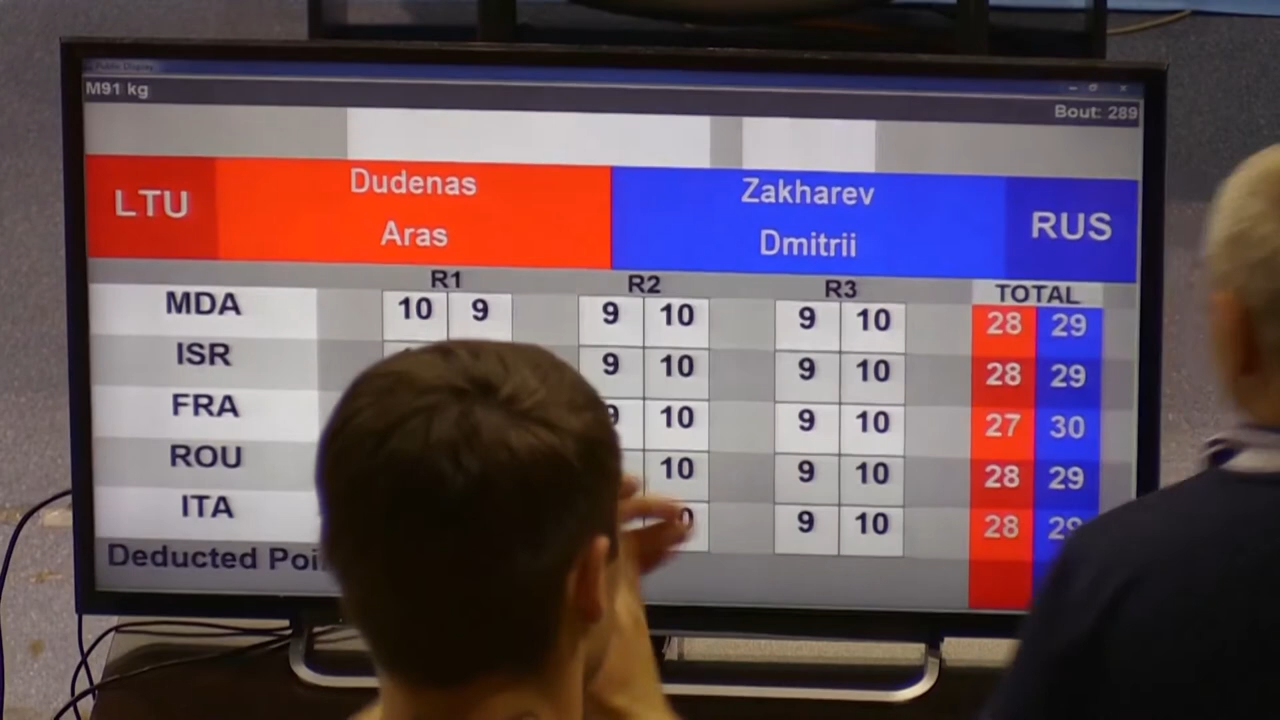 Public Display
M91 kg
Bout: 289
LTU Dudenas Aras Zakharev Dmitrii RUS
R1 R2 R3 TOTAL
MDA 10 9 9 10 9 10 28 29
ISR 9 10 9 10 28 29
FRA 10 9 10 27 30
ROU 10 9 10 28 29
ITA 9 10 28
Deducted